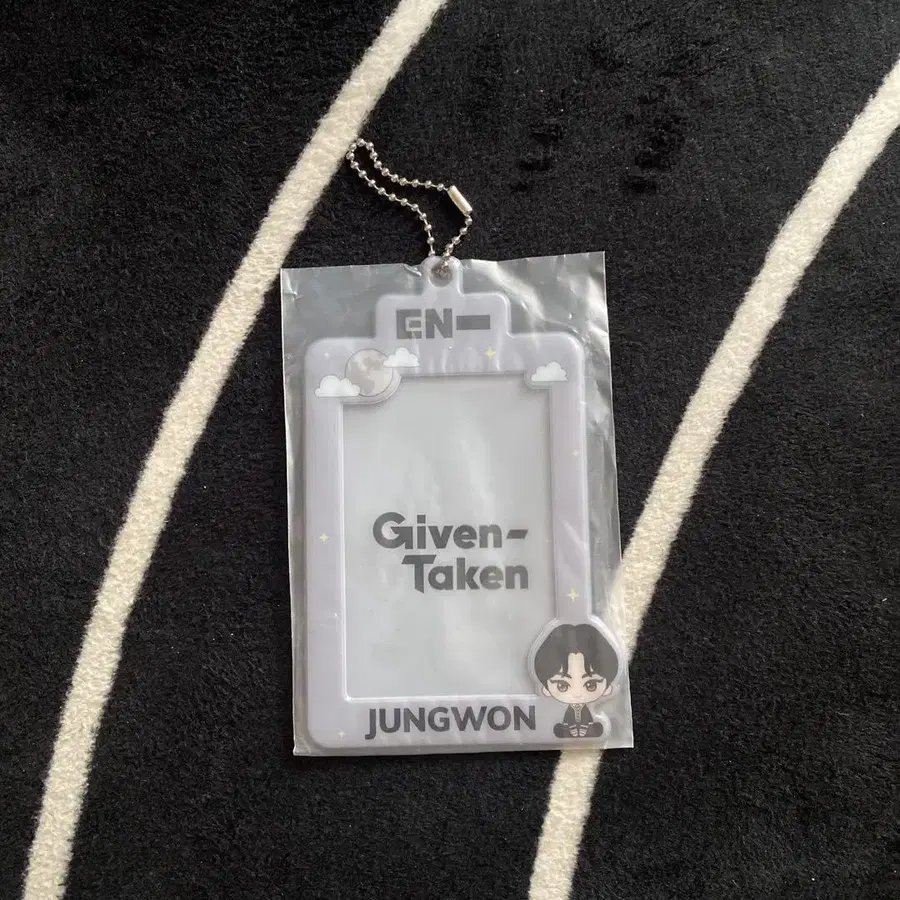 EN-
Given-
Taken
JUNGWON